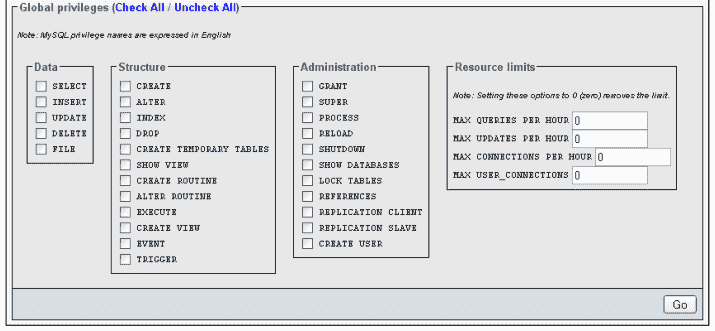 Global privileges (Check All / Uncheck All)
Note: MySQL privilege names are expressed in English
Data
SELECT
INSERT
UPDATE
DELETE
FILE
Structure
CREATE
ALTER
INDEX
DROP
CREATE TEMPORARY TABLES
SHOW VIEW
CREATE ROUTINE
ALTER ROUTINE
EXECUTE
CREATE VIEW
EVENT
TRIGGER
Administration
GRANT
SUPER
PROCESS
RELOAD
SHUTDOWN
SHOW DATABASES
LOCK TABLES
REFERENCES
REPLICATION CLIENT
REPLICATION SLAVE
CREATE USER
Resource limits
Note: Setting these options to 0 (zero) removes the limit.
MAX QUERIES PER HOUR 0
MAX UPDATES PER HOUR 0
MAX CONNECTIONS PER HOUR 0
MAX USER_CONNECTIONS 0
Go